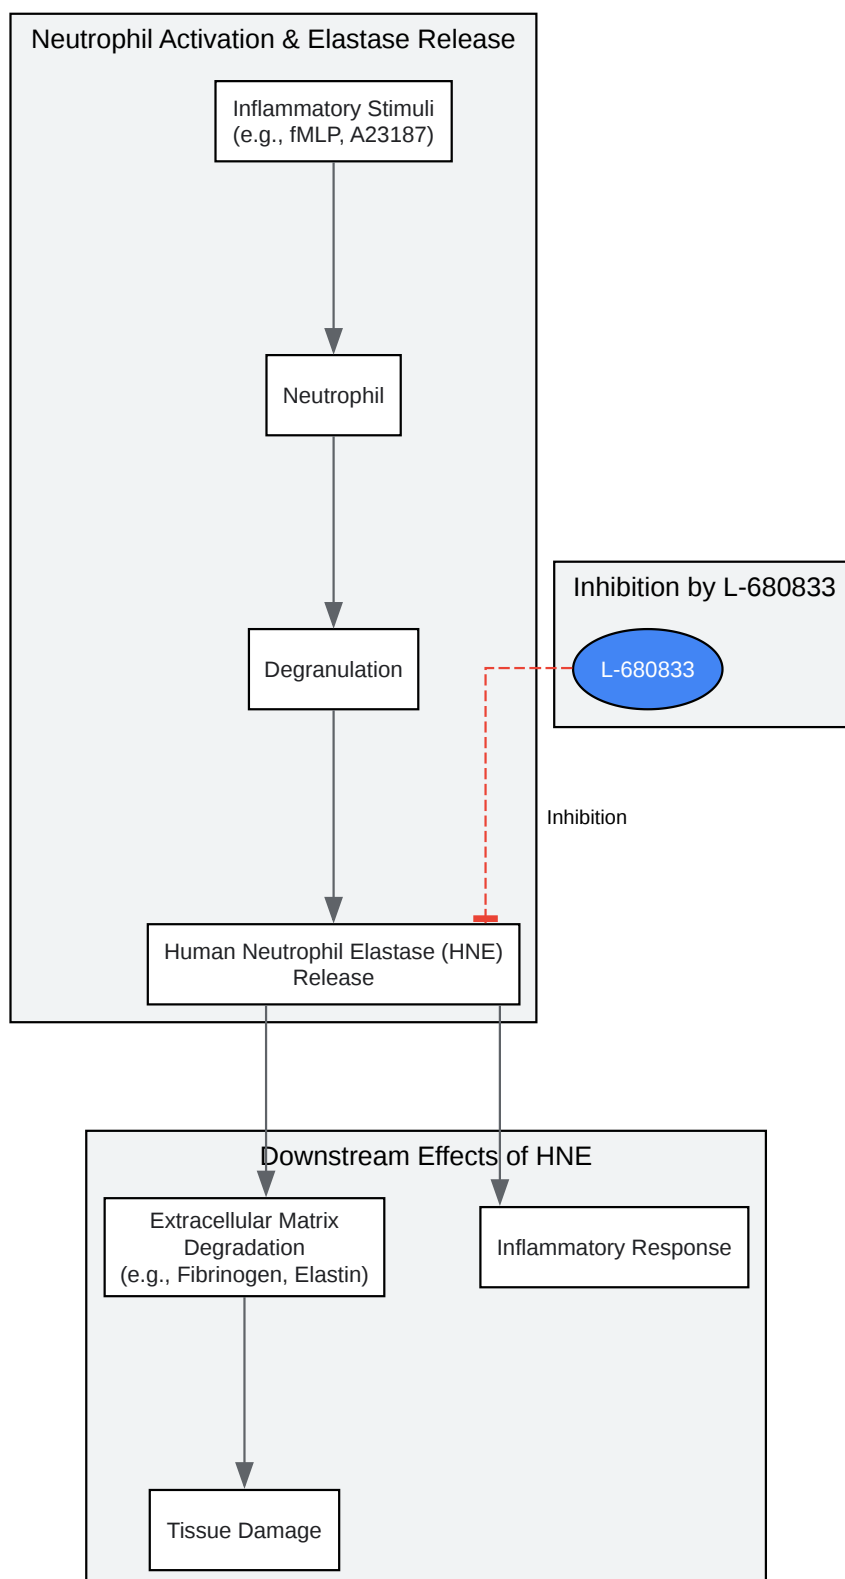 Neutrophil Activation & Elastase Release
Inflammatory Stimuli
(e.g., fMLP, A23187)
Neutrophil
Degranulation
Inhibition by L-680833
L-680833
Inhibition
Human Neutrophil Elastase (HNE)
Release
Downstream Effects of HNE
Extracellular Matrix
Degradation
(e.g., Fibrinogen, Elastin)
Inflammatory Response
Tissue Damage